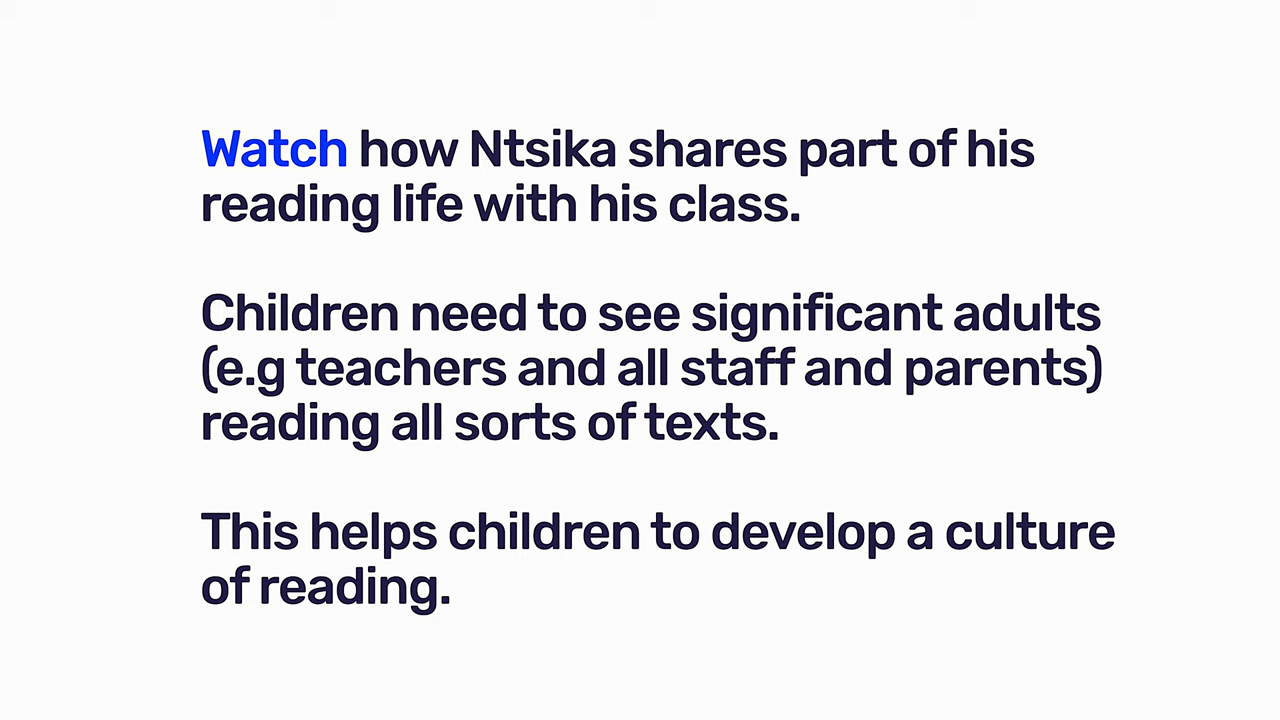 Watch how Ntsika shares part of his
reading life with his class.
Children need to see significant adults
(e.g teachers and all staff and parents)
reading all sorts of texts.
This helps children to develop a culture
of reading.